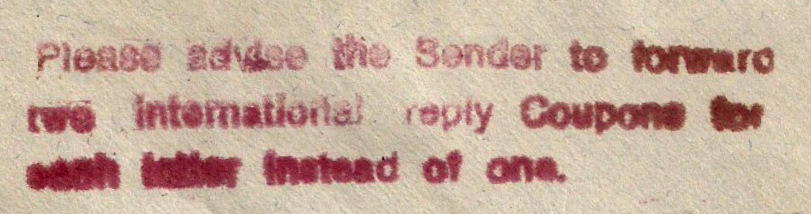 Please advise the Sender to forward
two international reply Coupons for
each letter instead of one.